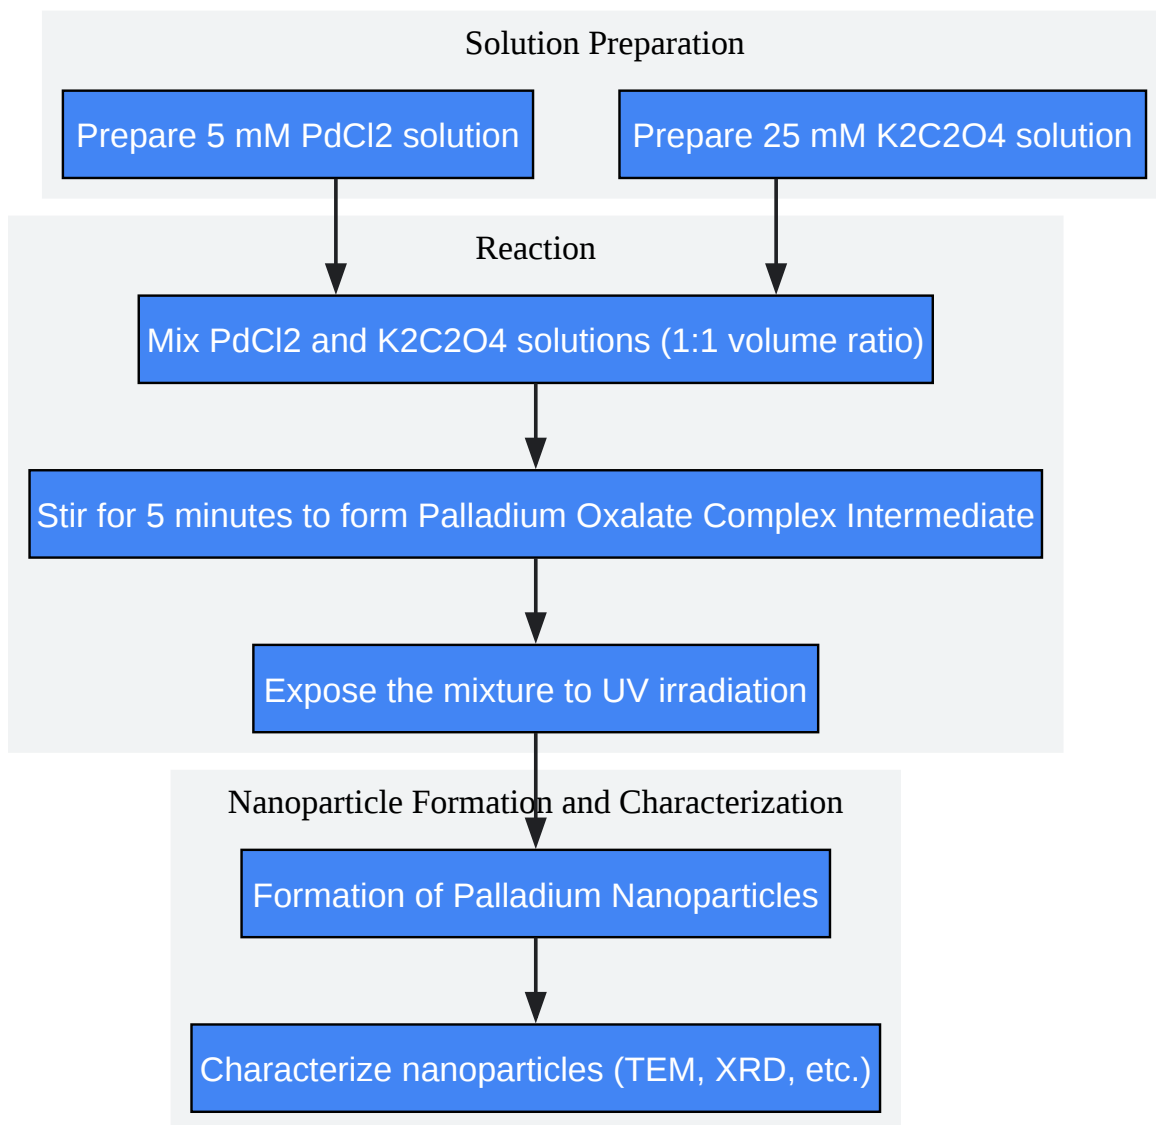 Solution Preparation
Prepare 5 mM PdCl2 solution
Prepare 25 mM K2C2O4 solution
Reaction
Mix PdCl2 and K2C2O4 solutions (1:1 volume ratio)
Stir for 5 minutes to form Palladium Oxalate Complex Intermediate
Expose the mixture to UV irradiation
Nanoparticle Formation and Characterization
Formation of Palladium Nanoparticles
Characterize nanoparticles (TEM, XRD, etc.)